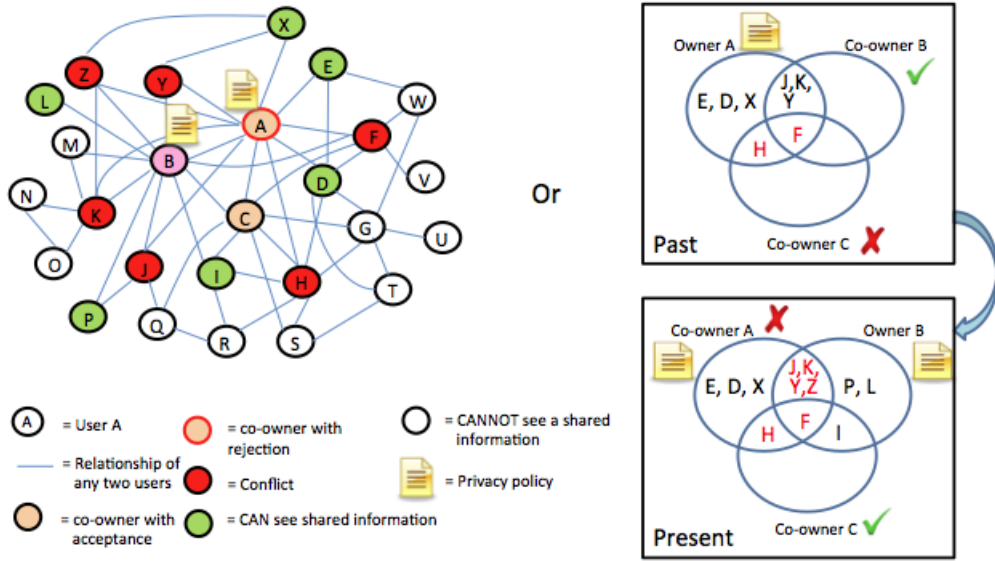 X
Z
Y
E
L
W
A
M
B
F
N
D
V
K
C
G
U
O
J
I
H
T
P
Q
R
S
A
= User A
= Relationship of
any two users
= co-owner with
acceptance
= co-owner with
rejection
= Conflict
= CAN see shared information
= CANNOT see a shared
information
= Privacy policy
Or
Owner A
Co-owner B
E, D, X
J,K,
Y
H
F
Co-owner C
Past
Co-owner A
Owner B
E, D, X
J,K,
Y,Z
P, L
H
F
I
Co-owner C
Present